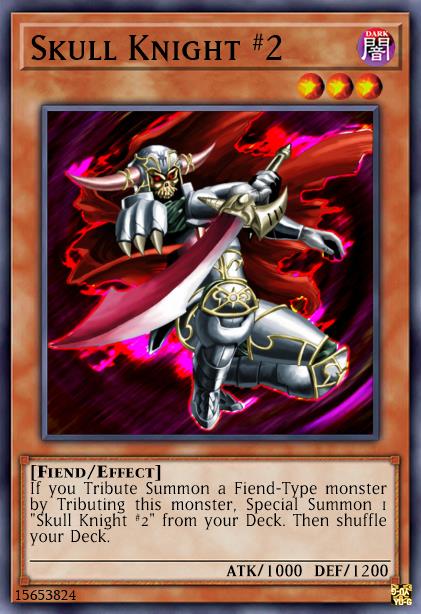 Skull Knight #2
DARK
闇
[Fiend/Effect]
If you Tribute Summon a Fiend-Type monster
by Tributing this monster, Special Summon 1
"Skull Knight #2" from your Deck. Then shuffle
your Deck.
ATK/1000 DEF/1200
15653824